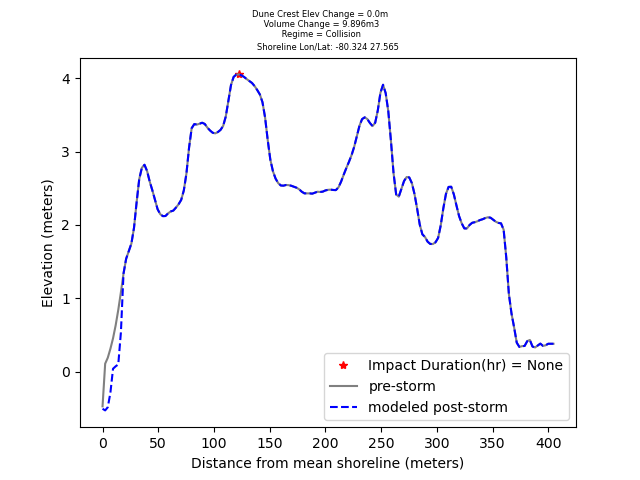 Dune Crest Elev Change = 0.0m
Volume Change = 9.896m3
Regime = Collision
Shoreline Lon/Lat: -80.324 27.565
4
3
2
1
0
Elevation (meters)
Impact Duration(hr) = None
pre-storm
modeled post-storm
0 50 100 150 200 250 300 350 400
Distance from mean shoreline (meters)